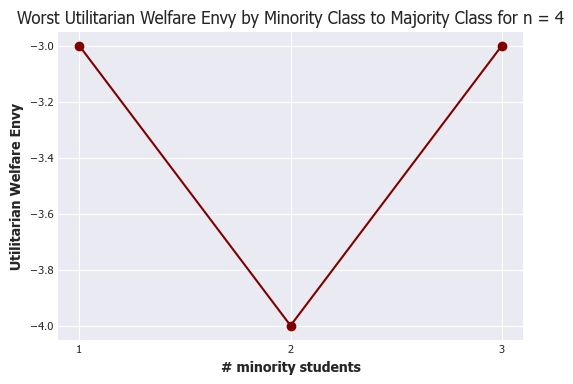 Worst Utilitarian Welfare Envy by Minority Class to Majority Class for n = 4
Utilitarian Welfare Envy
−3.0
−3.2
−3.4
−3.6
−3.8
−4.0
1 2 3
# minority students